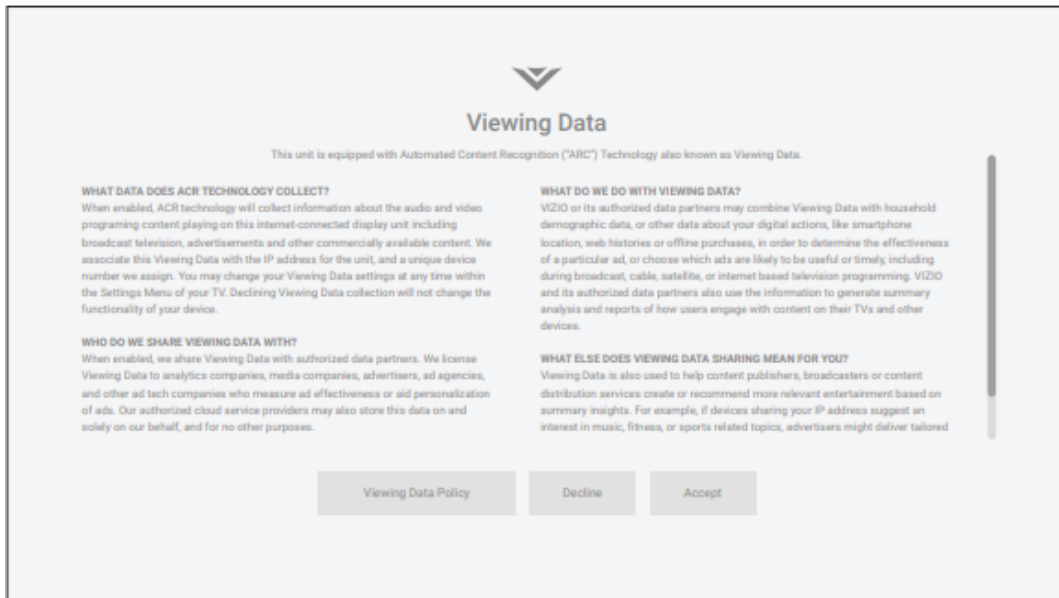 Viewing Data
This unit is equipped with Automated Content Recognition ("ARC") Technology also known as Viewing Data.
WHAT DATA DOES ACR TECHNOLOGY COLLECT?
When enabled, ACR technology will collect information about the audio and video
programing content playing on this internet-connected display unit including
broadcast television, advertisements and other commercially available content. We
associate this Viewing Data with the IP address for the unit, and a unique device
number we assign. You may change your Viewing Data settings at any time within
the Settings Menu of your TV. Declining Viewing Data collection will not change the
functionality of your device.
WHO DO WE SHARE VIEWING DATA WITH?
When enabled, we share Viewing Data with authorized data partners. We license
Viewing Data to analytics companies, media companies, advertisers, ad agencies,
and other ad tech companies who measure ad effectiveness or aid personalization
of ads. Our authorized cloud service providers may also store this data on and
solely on our behalf, and for no other purposes.
WHAT DO WE DO WITH VIEWING DATA?
VIZIO or its authorized data partners may combine Viewing Data with household
demographic data, or other data about your digital actions, like smartphone
location, web histories or offline purchases, in order to determine the effectiveness
of a particular ad, or choose which ads are likely to be useful or timely, including
during broadcast, cable, satellite, or internet based television programming. VIZIO
and its authorized data partners also use the information to generate summary
analysis and reports of how users engage with content on their TVs and other
devices.
WHAT ELSE DOES VIEWING DATA SHARING MEAN FOR YOU?
Viewing Data is also used to help content publishers, broadcasters or content
distribution services create or recommend more relevant entertainment based on
summary insights. For example, if devices sharing your IP address suggest an
interest in music, fitness, or sports related topics, advertisers might deliver tailored
Viewing Data Policy
Decline
Accept